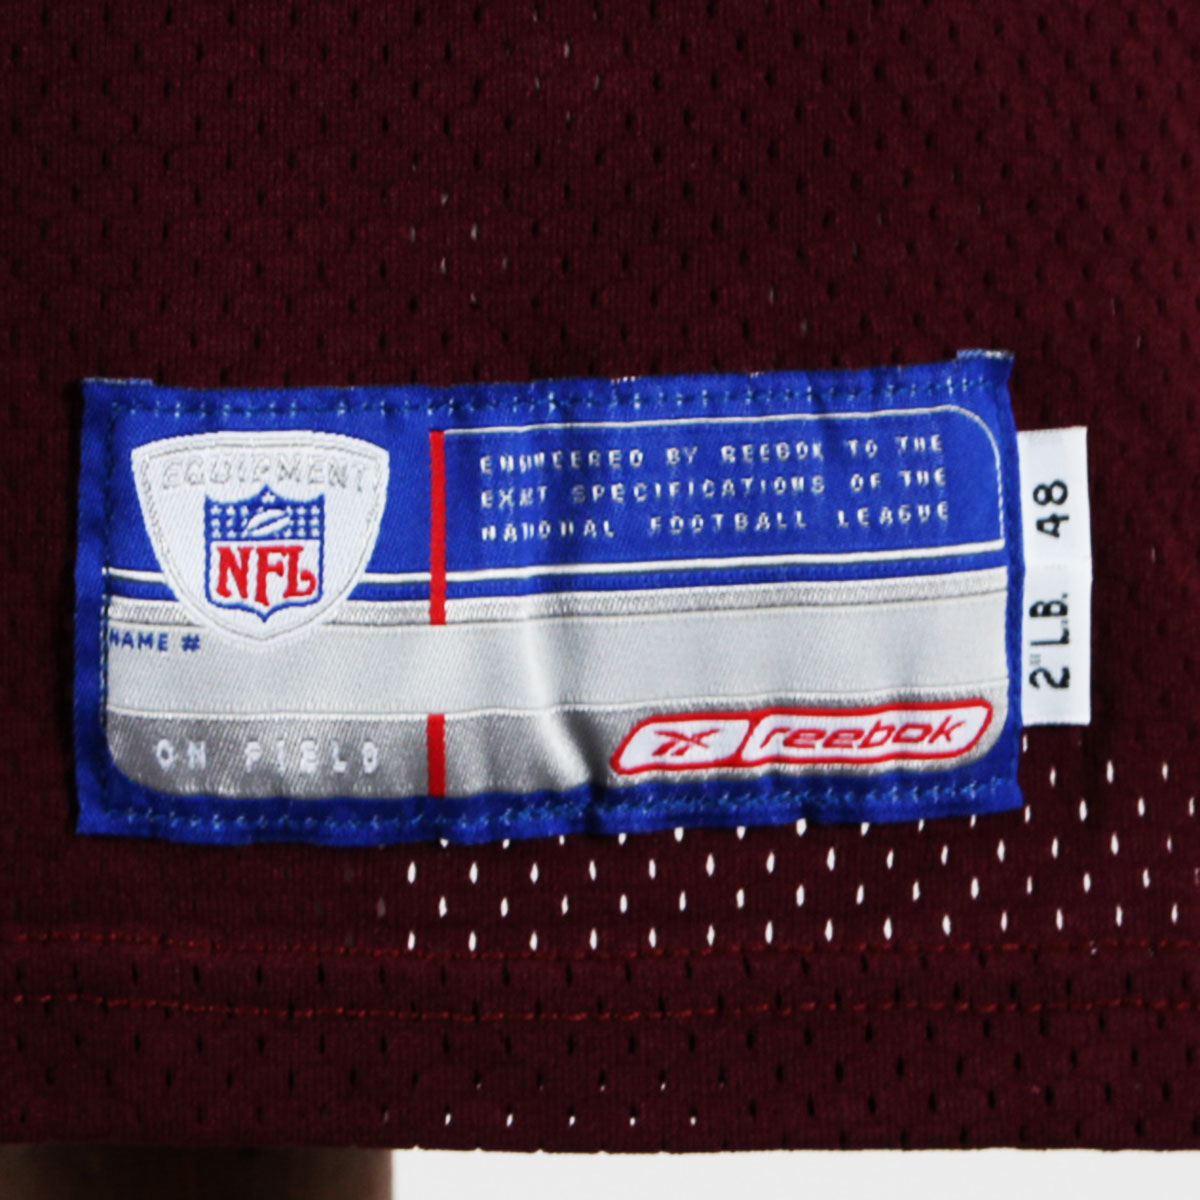 EQUIPMENT
NFL
ENGINEERED BY REEBOK TO THE
EXACT SPECIFICATIONS OF THE
NATIONAL FOOTBALL LEAGUE
NAME #
ON FIELD
reebok
2" L.B. 48